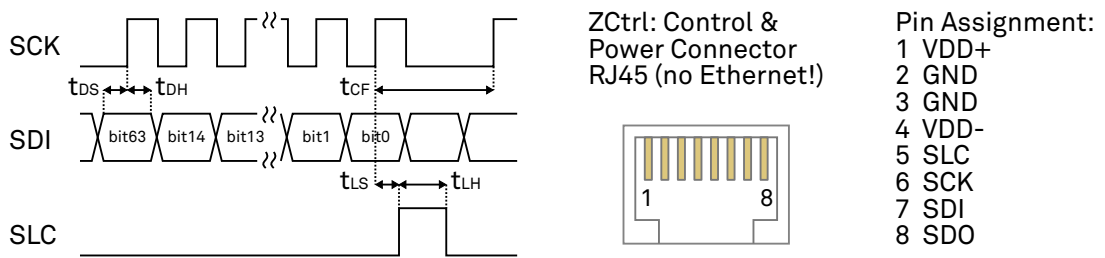 SCK
tDS
tDH
tCF
SDI
bit63
bit14
bit13
bit1
bit0
tLS
tLH
SLC
ZCtrl: Control &
Power Connector
RJ45 (no Ethernet!)
1
8
Pin Assignment:
1 VDD+
2 GND
3 GND
4 VDD-
5 SLC
6 SCK
7 SDI
8 SDO